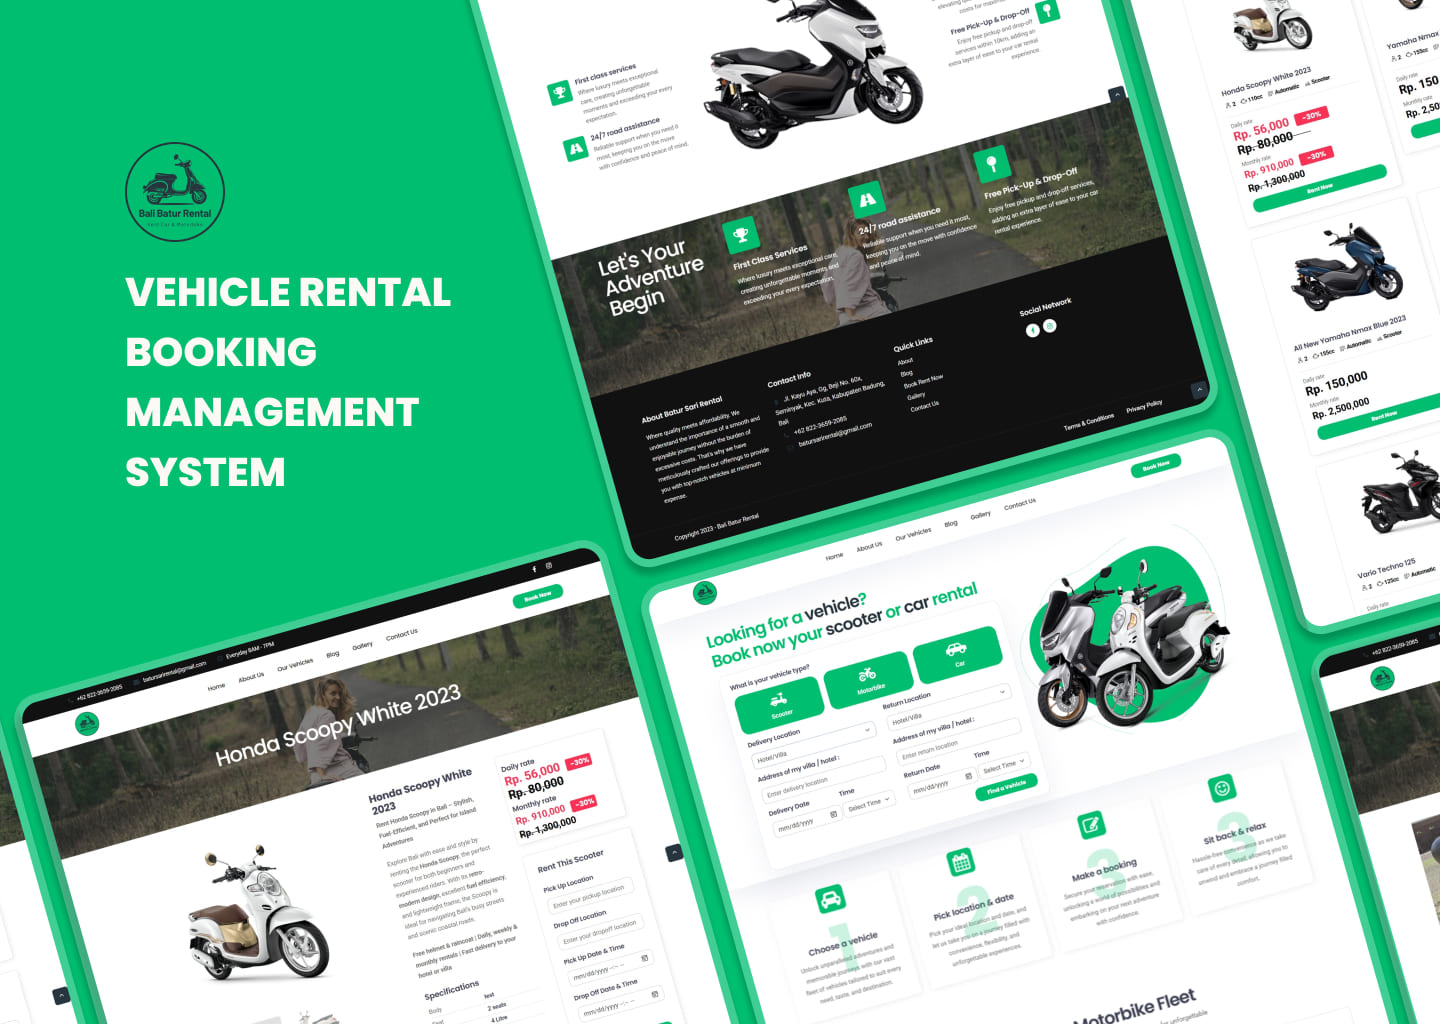 Bali Batur Rental
Rent Car & Motorbike
VEHICLE RENTAL
BOOKING
MANAGEMENT
SYSTEM
First class services
Where luxury meets exceptional
care, creating unforgettable
moments and exceeding your every
expectation.
24/7 road assistance
Reliable support when you need it
most, keeping you on the move
with confidence and peace of mind.
Free Pick-Up & Drop-Off
Enjoy free pickup and drop-off
services within 10km, adding an
extra layer of ease to your car rental
experience.
Let's Your
Adventure
Begin
First Class Services
Where luxury meets exceptional care,
creating unforgettable moments and
exceeding your every expectation.
24/7 road assistance
Reliable support when you need it most,
keeping you on the move with confidence
and peace of mind.
Free Pick-Up & Drop-Off
Enjoy free pickup and drop-off services,
adding an extra layer of ease to your car
rental experience.
About Batur Sari Rental
Where quality meets affordability. We
understand the importance of a smooth and
enjoyable journey without the burden of
excessive costs. That's why we have
meticulously crafted our offerings to provide
you with top-notch vehicles at minimum
expense.
Contact Info
Jl. Kayu Aya, Gg, Beji No. 60x,
Seminyak, Kec. Kuta, Kabupaten Badung,
Bali
+62 822-3659-2085
batursarirental@gmail.com
Quick Links
About
Blog
Book Rent Now
Gallery
Contact Us
Social Network
Copyright 2023 - Bali Batur Rental
Terms & Conditions
Privacy Policy
Honda Scoopy White 2023
2 110cc Automatic Scooter
Daily rate
Rp. 56,000 -30%
Rp. 80,000
Monthly rate
Rp. 910,000 -30%
Rp. 1,300,000
Rent Now
Yamaha Nmax
2 155cc
Daily rate
Rp. 150
Monthly rate
Rp. 2,50
All New Yamaha Nmax Blue 2023
2 155cc Automatic Scooter
Daily rate
Rp. 150,000
Monthly rate
Rp. 2,500,000
Rent Now
Vario Techno 125
2 125cc Automatic
Daily rate
+62 822-3659-2085
+62 822-3659-2085
batursarirental@gmail.com
Everyday 8AM - 7PM
Home
About Us
Our Vehicles
Blog
Gallery
Contact Us
Book Now
Honda Scoopy White 2023
Honda Scoopy White
2023
Rent Honda Scoopy in Bali – Stylish,
Fuel-Efficient, and Perfect for Island
Adventures
Explore Bali with ease and style by
renting the Honda Scoopy, the perfect
scooter for both beginners and
experienced riders. With its retro-
modern design, excellent fuel efficiency,
and lightweight frame, the Scoopy is
ideal for navigating Bali's busy streets
and scenic coastal roads.
Free helmet & raincoat | Daily, weekly &
monthly rentals | Fast delivery to your
hotel or villa
Specifications
Body
test
Seat
2 seats
4 Litre
Daily rate
Rp. 56,000 -30%
Rp. 80,000
Monthly rate
Rp. 910,000 -30%
Rp. 1,300,000
Rent This Scooter
Pick Up Location
Enter your pickup location
Drop Off Location
Enter your dropoff location
Pick Up Date & Time
mm/dd/yyyy --:-- --
Drop Off Date & Time
mm/dd/yyyy --:-- --
Home
About Us
Our Vehicles
Blog
Gallery
Contact Us
Book Now
Looking for a vehicle?
Book now your scooter or car rental
What is your vehicle type?
Scooter
Motorbike
Car
Delivery Location
Hotel/Villa
Return Location
Hotel/Villa
Address of my villa / hotel :
Enter delivery location
Address of my villa / hotel :
Enter return location
Delivery Date
mm/dd/yyyy
Time
Select Time
Return Date
mm/dd/yyyy
Time
Select Time
Find a Vehicle
1
Choose a vehicle
Unlock unparalleled adventures and
memorable journeys with our vast
fleet of vehicles tailored to suit every
need, taste, and destination.
2
Pick location & date
Pick your ideal location and date, and
let us take you on a journey filled with
convenience, flexibility, and
unforgettable experiences.
3
Make a booking
Secure your reservation with ease,
unlocking a world of possibilities and
embarking on your next adventure
with confidence.
3
Sit back & relax
Hassle-free convenience as we take
care of every detail, allowing you to
unwind and embrace a journey filled
comfort.
Motorbike Fleet